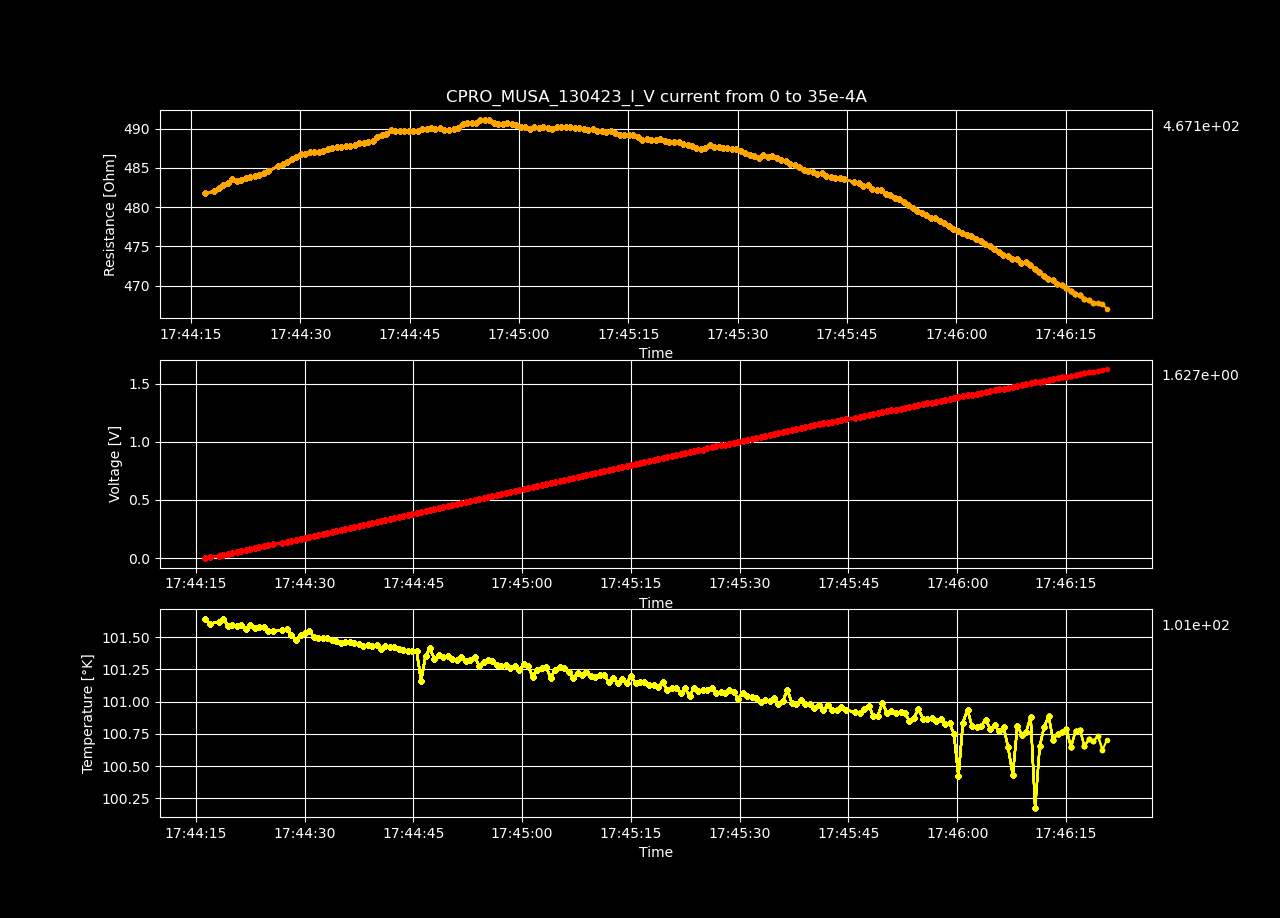 CPRO_MUSA_130423_I_V current from 0 to 35e-4A
4.671e+02
Resistance [Ohm]
490
485
480
475
470
17:44:15 17:44:30 17:44:45 17:45:00 17:45:15 17:45:30 17:45:45 17:46:00 17:46:15
Time
1.627e+00
Voltage [V]
1.5
1.0
0.5
0.0
17:44:15 17:44:30 17:44:45 17:45:00 17:45:15 17:45:30 17:45:45 17:46:00 17:46:15
Time
1.01e+02
Temperature [°K]
101.50
101.25
101.00
100.75
100.50
100.25
17:44:15 17:44:30 17:44:45 17:45:00 17:45:15 17:45:30 17:45:45 17:46:00 17:46:15
Time